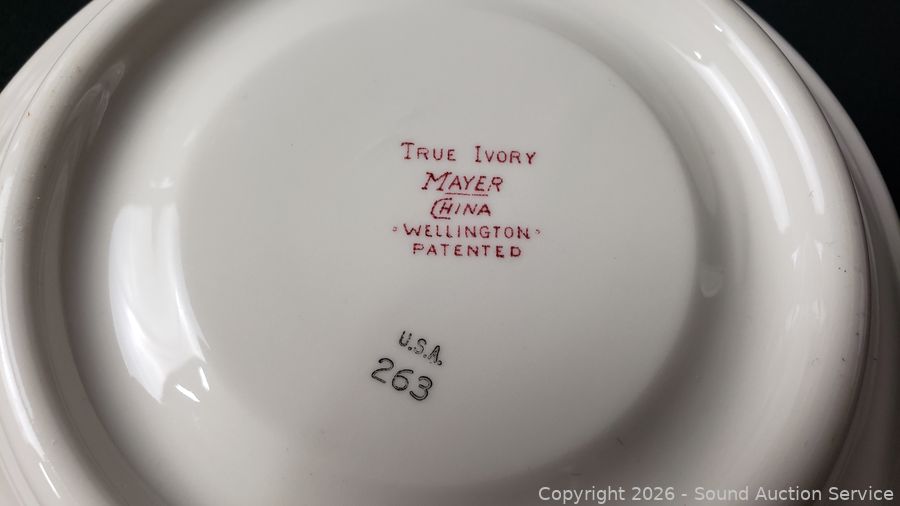 TRUE IVORY
MAYER
CHINA
·WELLINGTON·
PATENTED
U.S.A.
263
Copyright © 2026 - Sound Auction Service